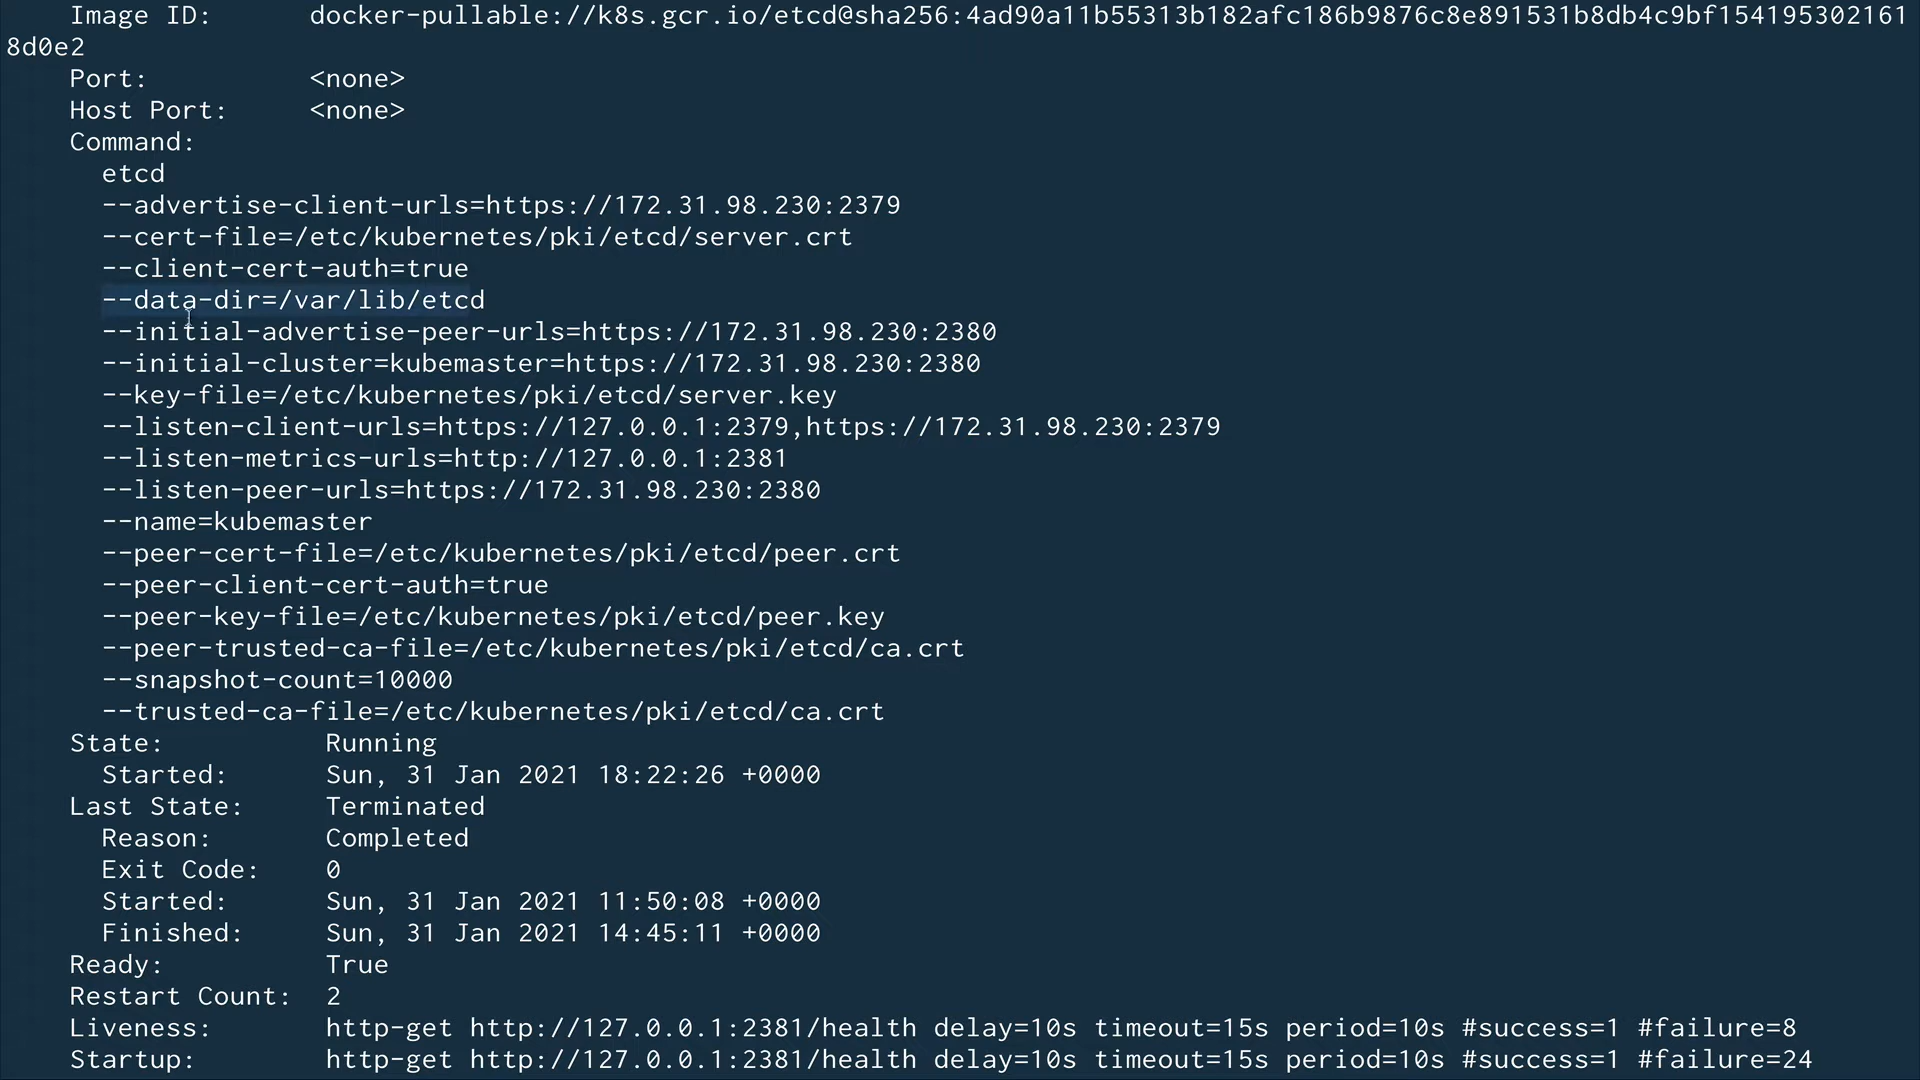 Image ID:      docker-pullable://k8s.gcr.io/etcd@sha256:4ad90a11b55313b182afc186b9876c8e891531b8db4c9bf1541953021618d0e2
Port:          <none>
Host Port:     <none>
Command:
etcd
--advertise-client-urls=https://172.31.98.230:2379
--cert-file=/etc/kubernetes/pki/etcd/server.crt
--client-cert-auth=true
--data-dir=/var/lib/etcd
--initial-advertise-peer-urls=https://172.31.98.230:2380
--initial-cluster=kubemaster=https://172.31.98.230:2380
--key-file=/etc/kubernetes/pki/etcd/server.key
--listen-client-urls=https://127.0.0.1:2379,https://172.31.98.230:2379
--listen-metrics-urls=http://127.0.0.1:2381
--listen-peer-urls=https://172.31.98.230:2380
--name=kubemaster
--peer-cert-file=/etc/kubernetes/pki/etcd/peer.crt
--peer-client-cert-auth=true
--peer-key-file=/etc/kubernetes/pki/etcd/peer.key
--peer-trusted-ca-file=/etc/kubernetes/pki/etcd/ca.crt
--snapshot-count=10000
--trusted-ca-file=/etc/kubernetes/pki/etcd/ca.crt
State:          Running
Started:      Sun, 31 Jan 2021 18:22:26 +0000
Last State:     Terminated
Reason:       Completed
Exit Code:    0
Started:      Sun, 31 Jan 2021 11:50:08 +0000
Finished:     Sun, 31 Jan 2021 14:45:11 +0000
Ready:          True
Restart Count:  2
Liveness:       http-get http://127.0.0.1:2381/health delay=10s timeout=15s period=10s #success=1 #failure=8
Startup:        http-get http://127.0.0.1:2381/health delay=10s timeout=15s period=10s #success=1 #failure=24